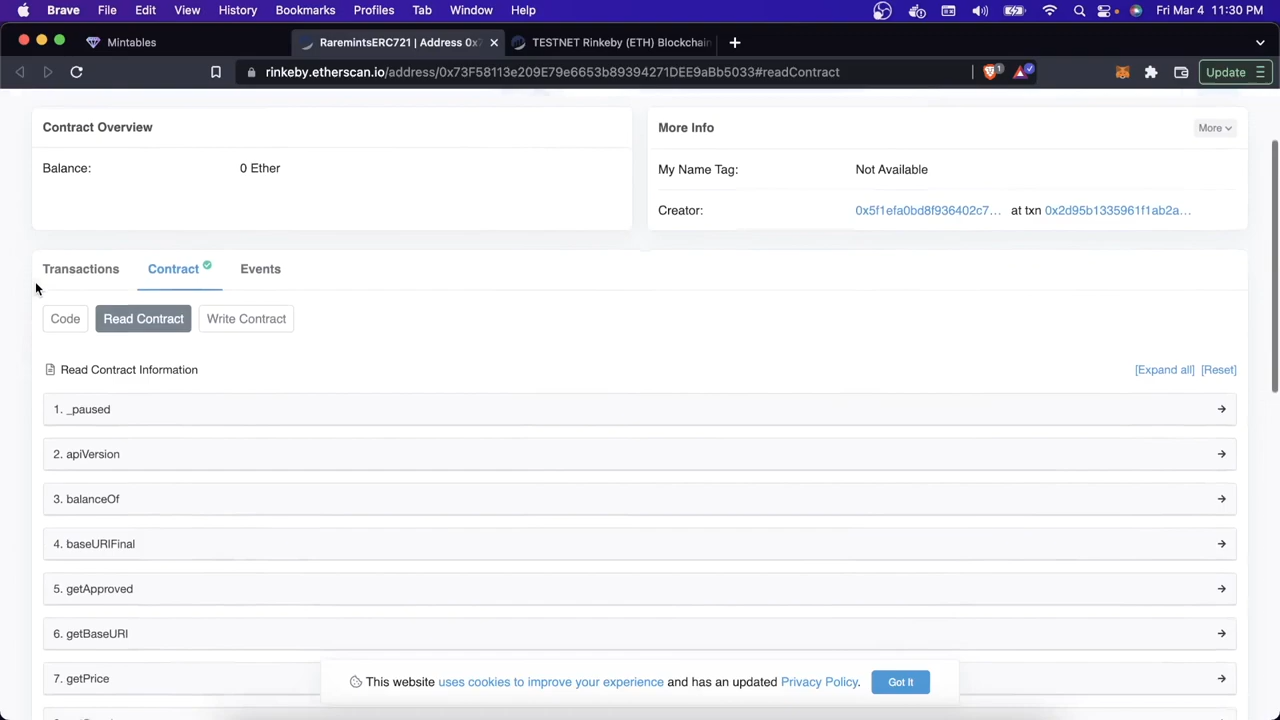 Brave File Edit View History Bookmarks Profiles Tab Window Help Fri Mar 4 11:30 PM
Mintables RaremintsERC721 | Address 0x7 TESTNET Rinkeby (ETH) Blockchain
rinkeby.etherscan.io/address/0x73F58113e209E79e6653b89394271DEE9aBb5033#readContract 1 Update
Contract Overview
Balance: 0 Ether
More Info More
My Name Tag: Not Available
Creator: 0x5f1efa0bd8f936402c7... at txn 0x2d95b1335961f1ab2a...
Transactions Contract Events
Code Read Contract Write Contract
Read Contract Information [Expand all] [Reset]
1. _paused
2. apiVersion
3. balanceOf
4. baseURIFinal
5. getApproved
6. getBaseURI
7. getPrice
This website uses cookies to improve your experience and has an updated Privacy Policy. Got It